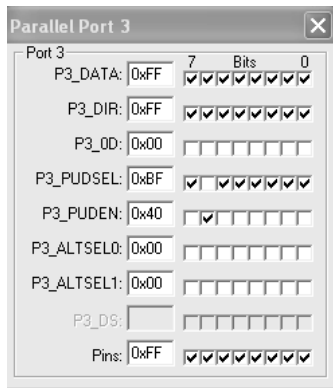 Parallel Port 3
Port 3
7 Bits 0
P3_DATA: 0xFF
P3_DIR: 0xFF
P3_0D: 0x00
P3_PUDSEL: 0xBF
P3_PUDEN: 0x40
P3_ALTSEL0: 0x00
P3_ALTSEL1: 0x00
P3_DS:
Pins: 0xFF